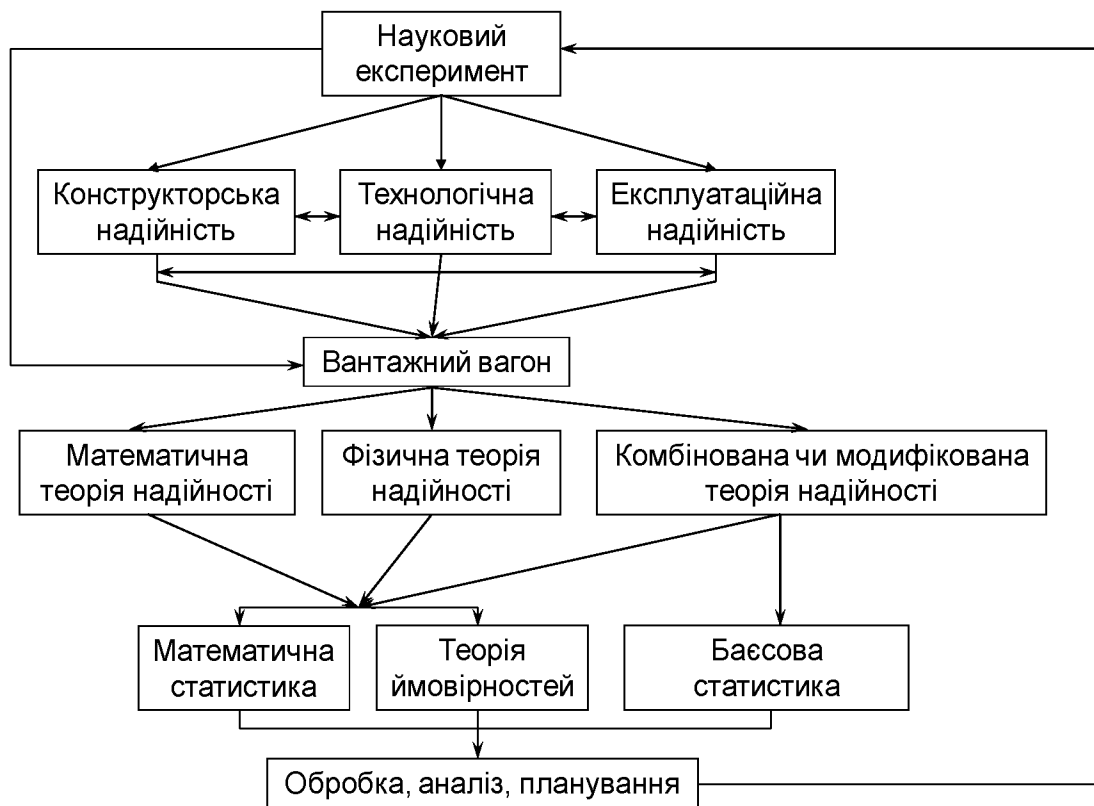 Науковий
експеримент
Конструкторська
надійність
Технологічна
надійність
Експлуатаційна
надійність
Вантажний вагон
Математична
теорія надійності
Фізична теорія
надійності
Комбінована чи модифікована
теорія надійності
Математична
статистика
Теорія
ймовірностей
Баєсова
статистика
Обробка, аналіз, планування